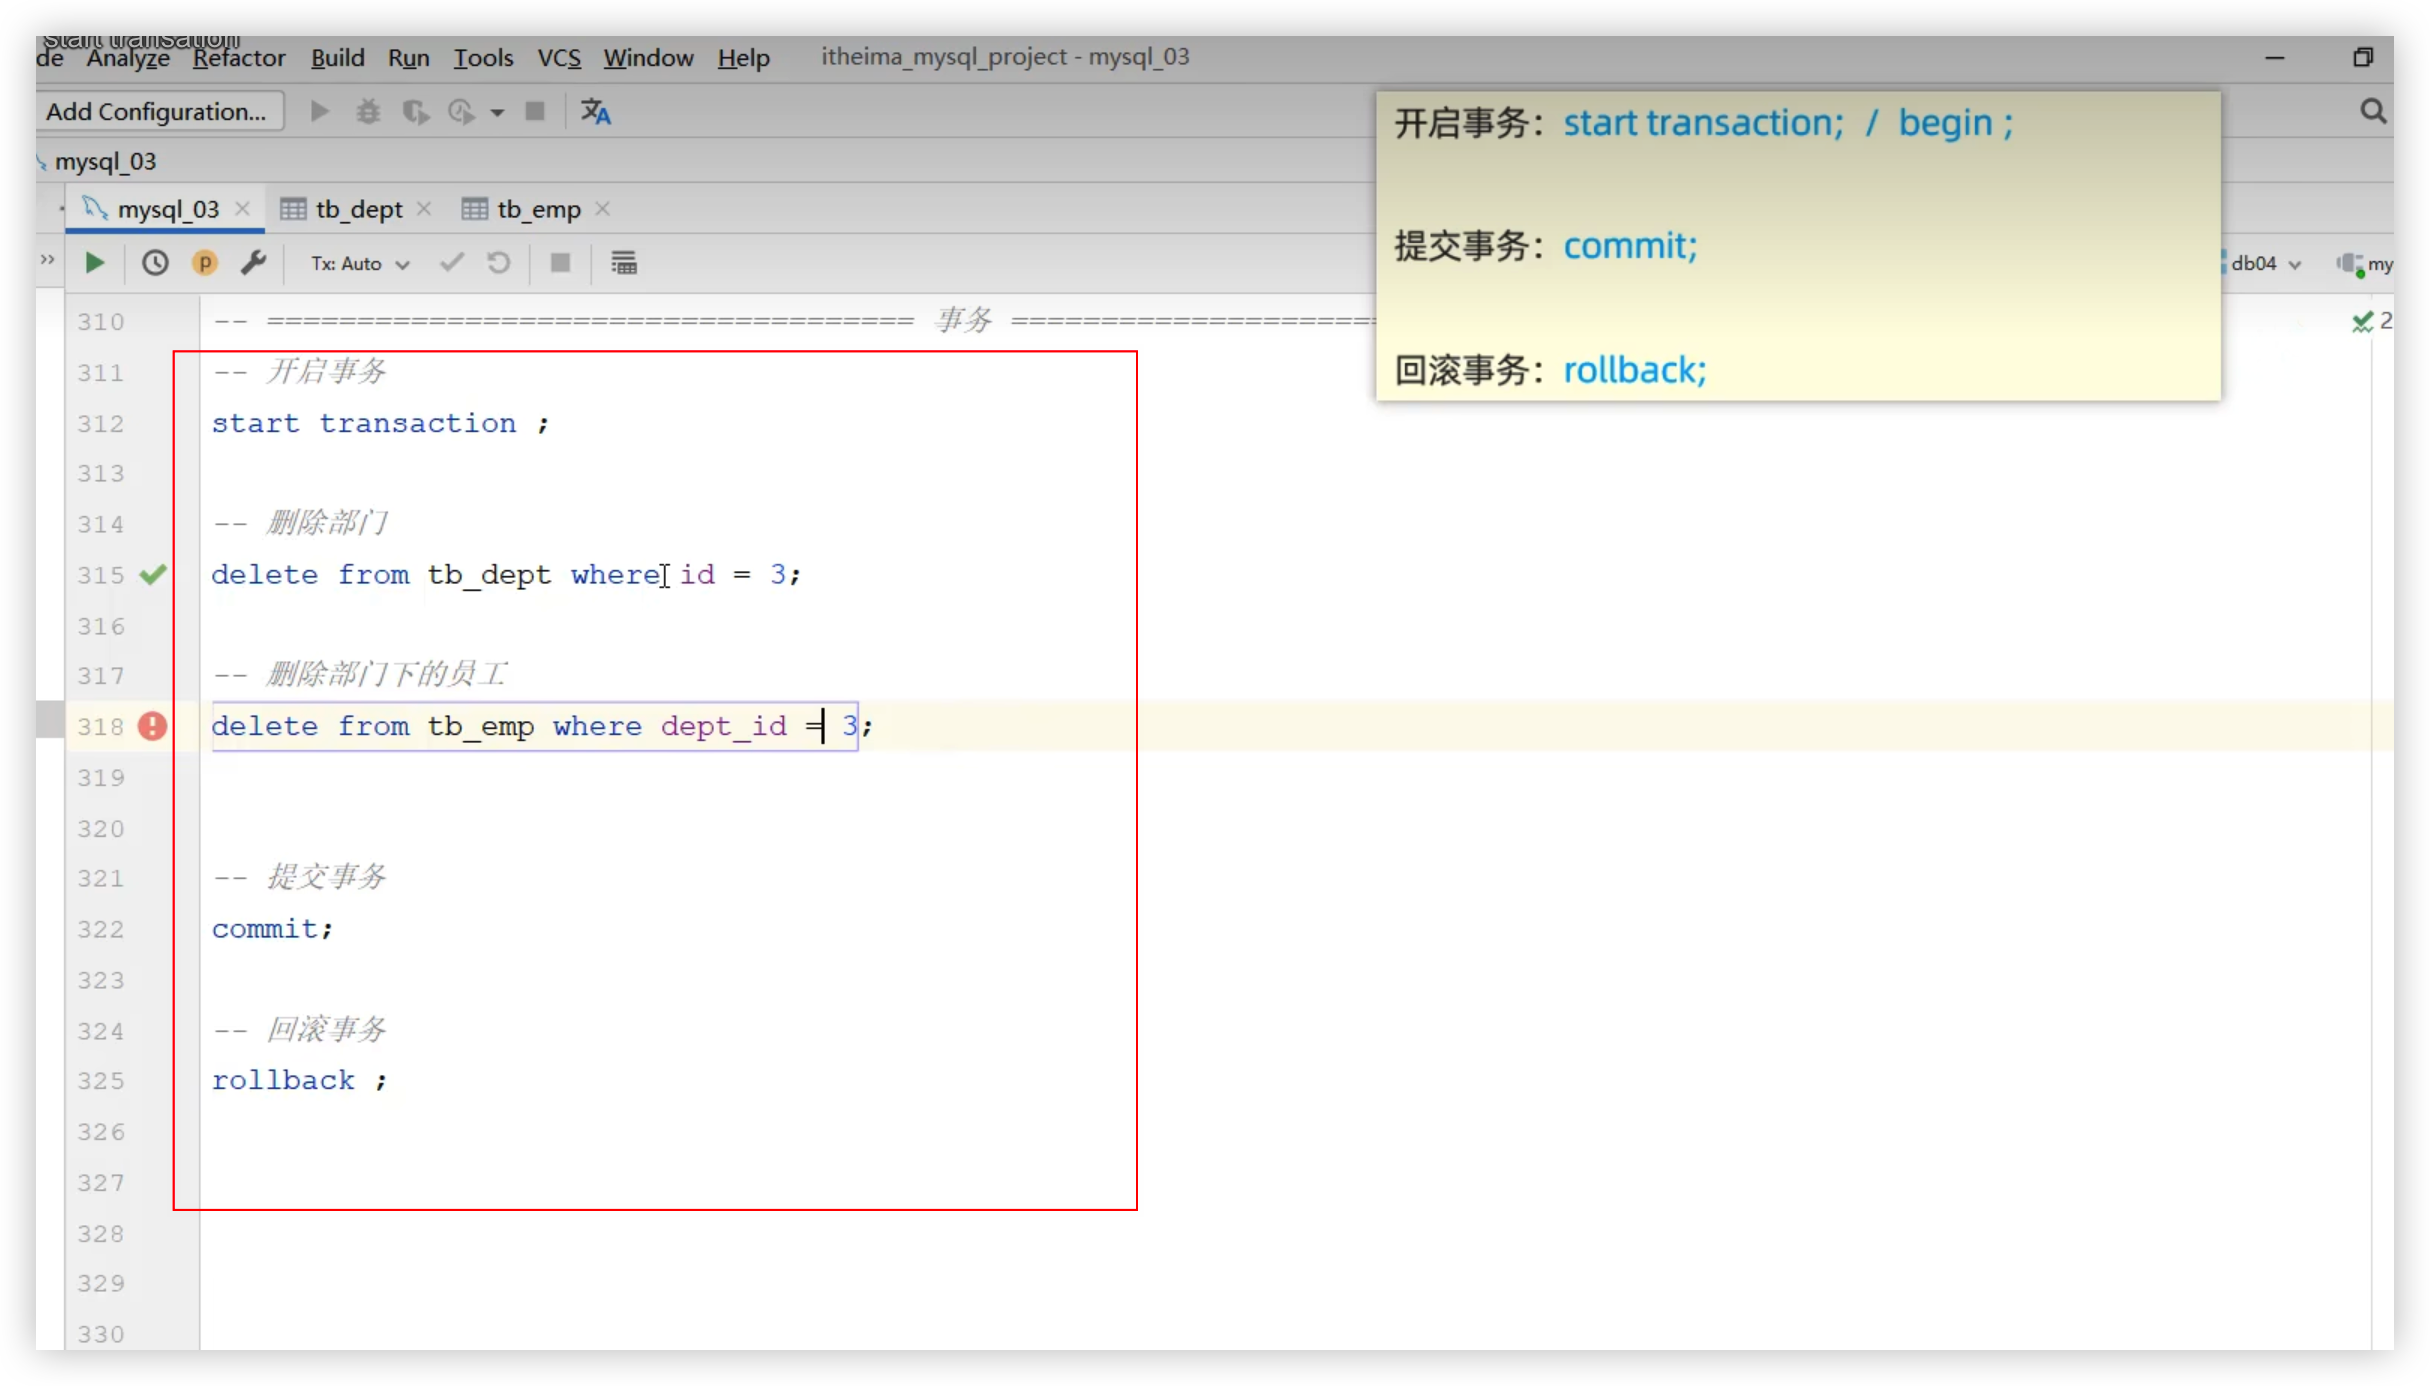 start transation
de Analyze Refactor Build Run Tools VCS Window Help itheima_mysql_project - mysql_03
Add Configuration...
mysql_03
mysql_03 tb_dept tb_emp
Tx: Auto
db04 my
开启事务：start transaction; / begin ;
提交事务：commit;
回滚事务：rollback;
310 -- ==================================== 事务 ====================
2
311 -- 开启事务
312 start transaction ;
313
314 -- 删除部门
315 delete from tb_dept where id = 3;
316
317 -- 删除部门下的员工
318 delete from tb_emp where dept_id = 3;
319
320
321 -- 提交事务
322 commit;
323
324 -- 回滚事务
325 rollback ;
326
327
328
329
330